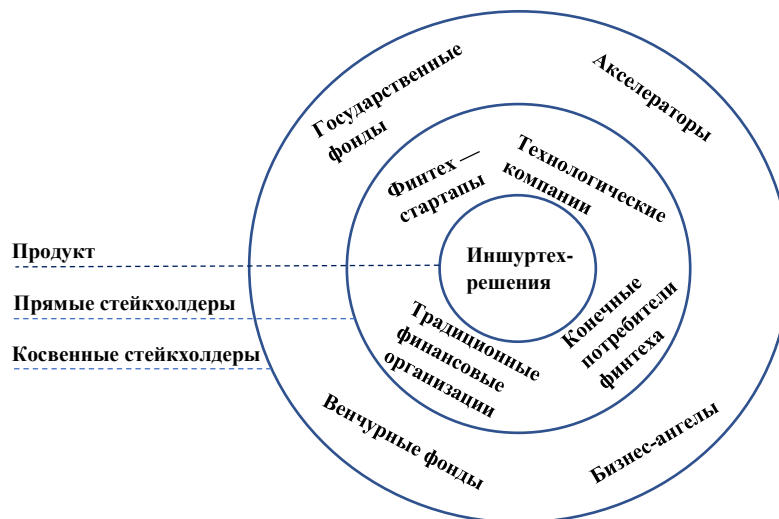 Государственные
фонды
Акселераторы
Финтех —
стартапы
Технологические
компании
Продукт
Прямые стейкхолдеры
Косвенные стейкхолдеры
Иншуртех-
решения
Традиционные
финансовые
организации
Конечные
потребители
финтеха
Венчурные фонды
Бизнес-ангелы